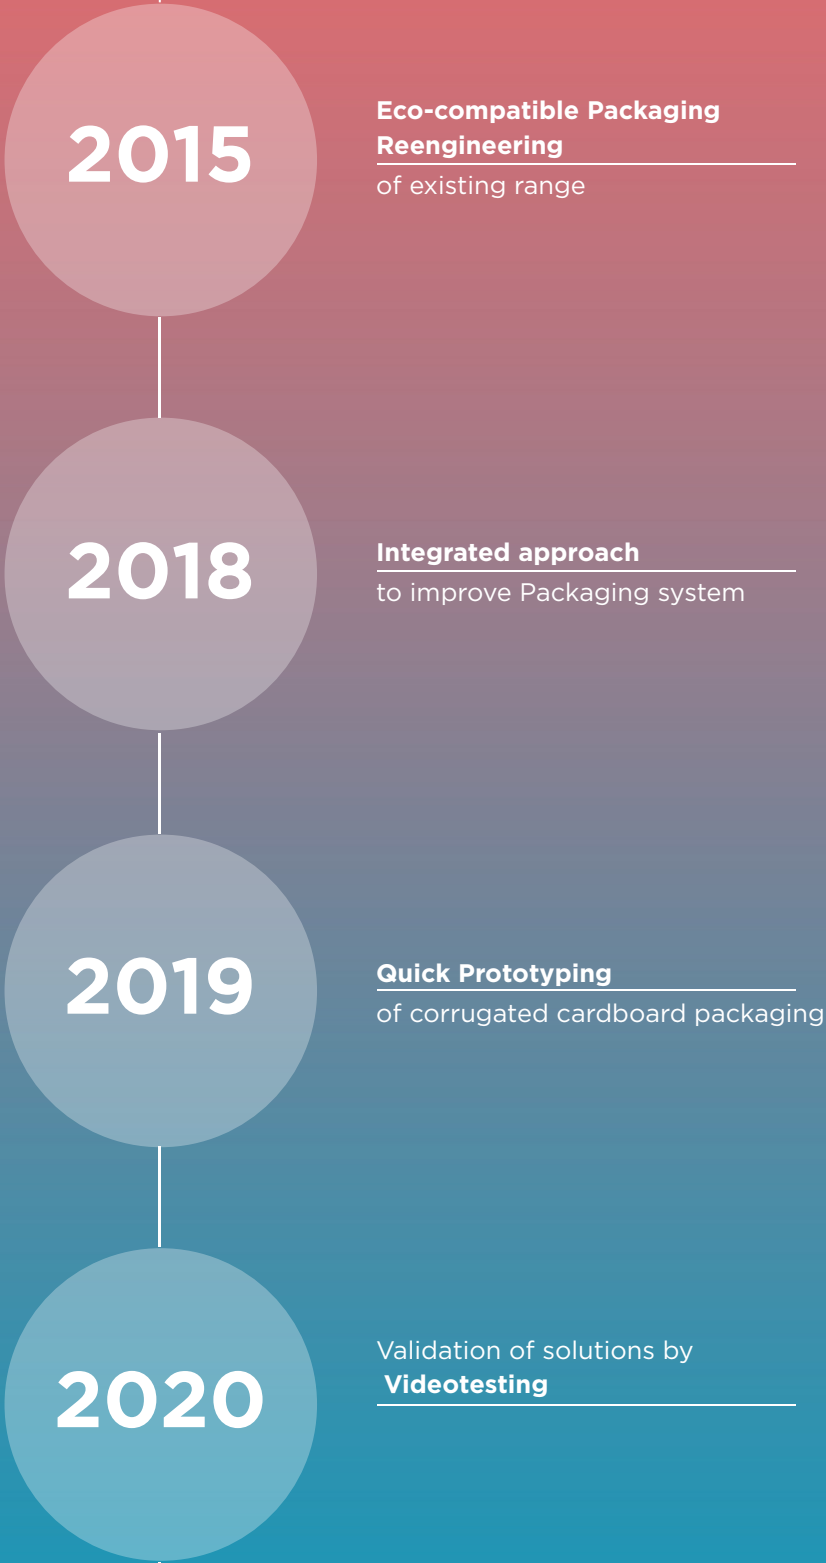 2015
Eco-compatible Packaging
Reengineering
of existing range
2018
Integrated approach
to improve Packaging system
2019
Quick Prototyping
of corrugated cardboard packaging
2020
Validation of solutions by
Videotesting